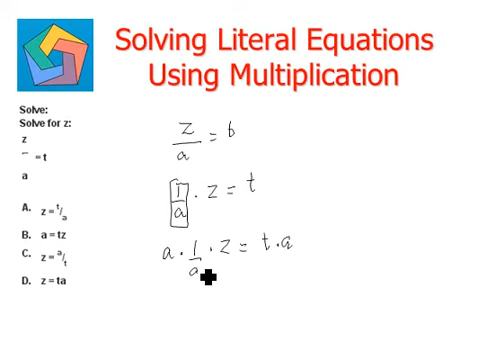 Solving Literal Equations
Using Multiplication
Solve:
Solve for z:
z
— = t
a
A. z = t/a
B. a = tz
C. z = a/t
D. z = ta
z/a = b
1/a · z = t
a · 1/a · z = t · a